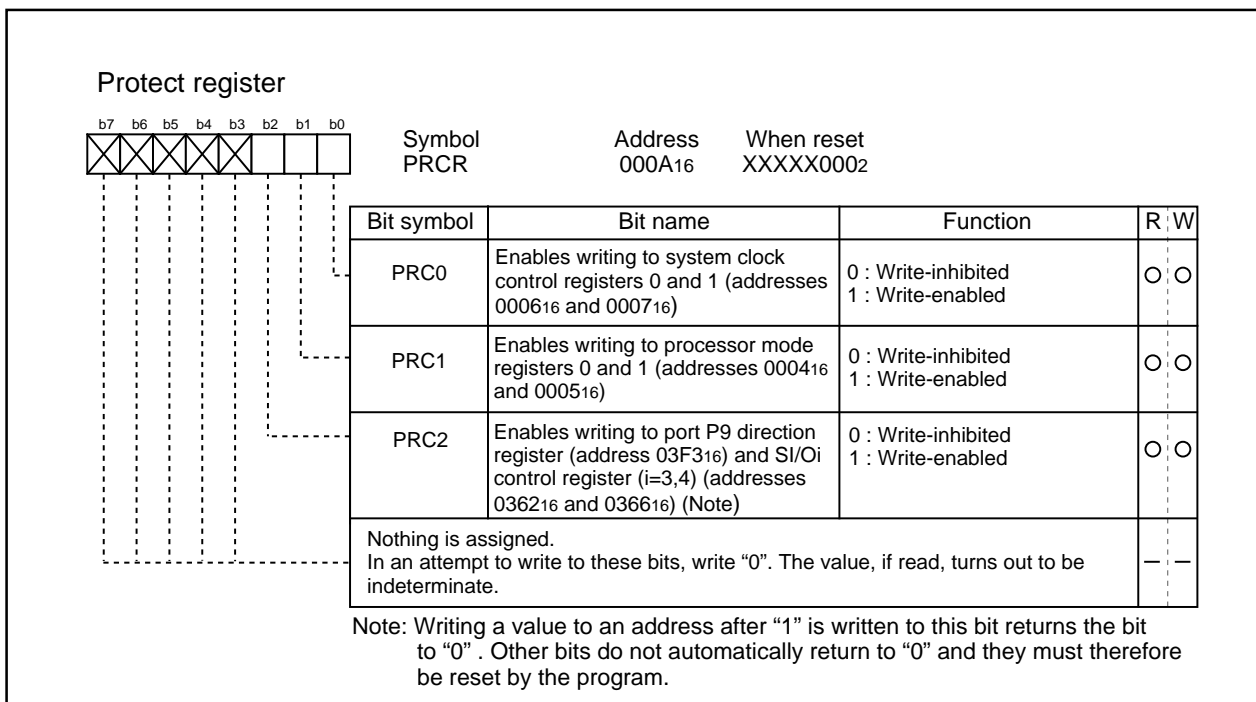 Protect register
b7 b6 b5 b4 b3 b2 b1 b0
Symbol Address When reset
PRCR 000A16 XXXXX0002
Bit symbol Bit name Function R W
PRC0
Enables writing to system clock
control registers 0 and 1 (addresses
000616 and 000716)
0 : Write-inhibited
1 : Write-enabled
PRC1
Enables writing to processor mode
registers 0 and 1 (addresses 000416
and 000516)
0 : Write-inhibited
1 : Write-enabled
PRC2
Enables writing to port P9 direction
register (address 03F316) and SI/Oi
control register (i=3,4) (addresses
036216 and 036616) (Note)
0 : Write-inhibited
1 : Write-enabled
Nothing is assigned.
In an attempt to write to these bits, write “0”. The value, if read, turns out to be
indeterminate.
Note: Writing a value to an address after “1” is written to this bit returns the bit
to “0” . Other bits do not automatically return to “0” and they must therefore
be reset by the program.